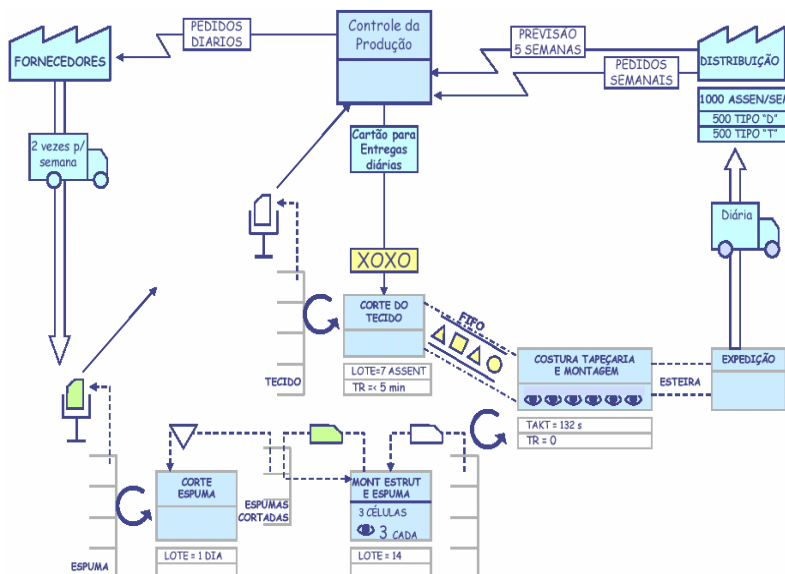 PEDIDOS
DIARIOS
Controle da
Produção
PREVISÃO
5 SEMANAS
PEDIDOS
SEMANAIS
FORNECEDORES
DISTRIBUIÇÃO
1000 ASSEN/SEM
500 TIPO "D"
500 TIPO "T"
2 vezes p/
semana
Cartão para
Entregas
diárias
Diária
XOXO
CORTE DO
TECIDO
LOTE=7 ASSENT
TR =< 5 min
TECIDO
FIFO
COSTURA TAPEÇARIA
E MONTAGEM
TAKT = 132 s
TR = 0
ESTEIRA
EXPEDIÇÃO
CORTE
ESPUMA
LOTE = 1 DIA
ESPUMA
ESPUMAS
CORTADAS
MONT ESTRUT
E ESPUMA
3 CÉLULAS
3 CADA
LOTE = 14